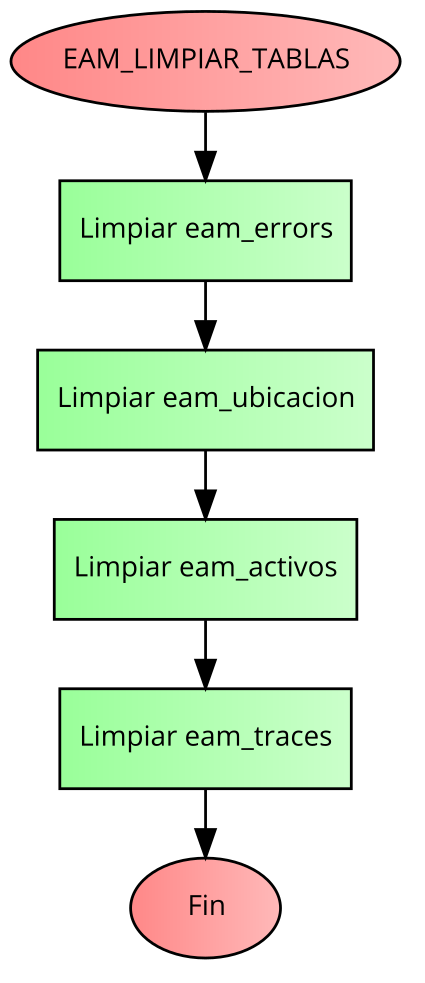 EAM_LIMPIAR_TABLAS
Limpiar eam_errors
Limpiar eam_ubicacion
Limpiar eam_activos
Limpiar eam_traces
Fin